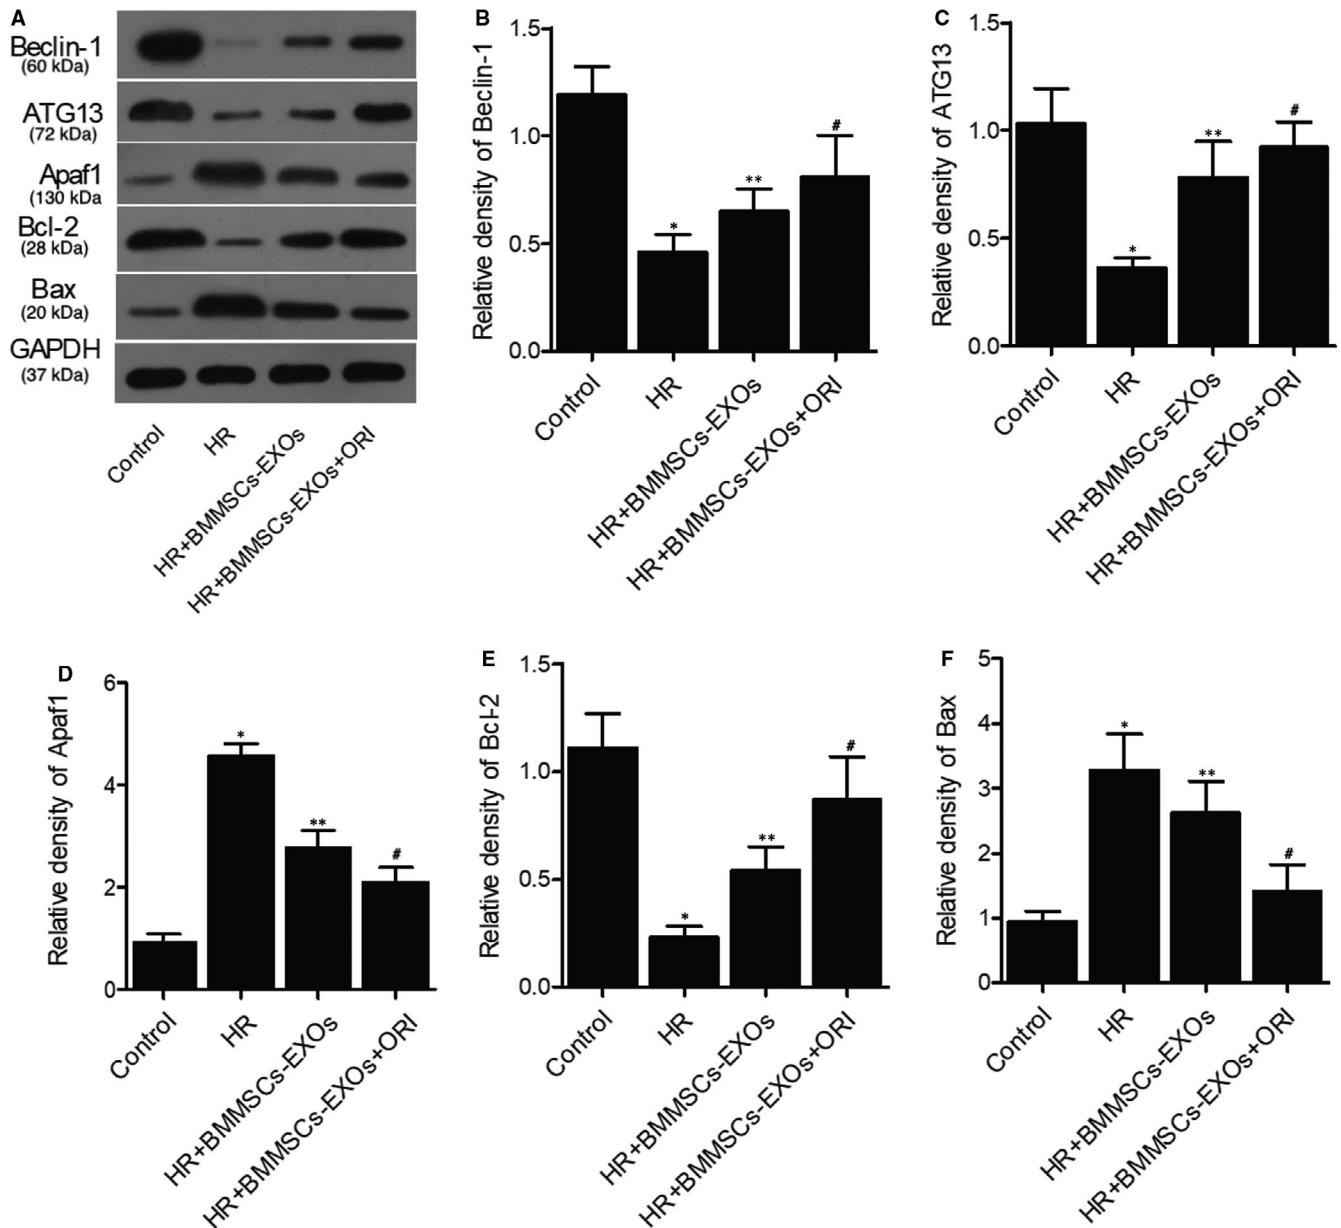 A
Beclin-1
(60 kDa)
ATG13
(72 kDa)
Apaf1
(130 kDa
Bcl-2
(28 kDa)
Bax
(20 kDa)
GAPDH
(37 kDa)
Control
HR
HR+BMMSCs-EXOs
HR+BMMSCs-EXOs+ORI
B
Relative density of Beclin-1
1.5
1.0
0.5
0.0
*
**
#
Control
HR
HR+BMMSCs-EXOs
HR+BMMSCs-EXOs+ORI
C
Relative density of ATG13
1.5
1.0
0.5
0.0
*
**
#
Control
HR
HR+BMMSCs-EXOs
HR+BMMSCs-EXOs+ORI
D
Relative density of Apaf1
6
4
2
0
*
**
#
Control
HR
HR+BMMSCs-EXOs
HR+BMMSCs-EXOs+ORI
E
Relative density of Bcl-2
1.5
1.0
0.5
0.0
*
**
#
Control
HR
HR+BMMSCs-EXOs
HR+BMMSCs-EXOs+ORI
F
Relative density of Bax
5
4
3
2
1
0
*
**
#
Control
HR
HR+BMMSCs-EXOs
HR+BMMSCs-EXOs+ORI